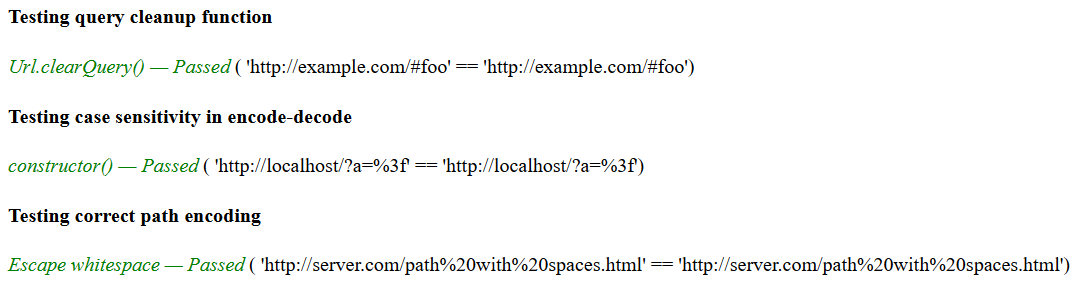 Testing query cleanup function
Url.clearQuery() — Passed ( 'http://example.com/#foo' == 'http://example.com/#foo')
Testing case sensitivity in encode-decode
constructor() — Passed ( 'http://localhost/?a=%3f' == 'http://localhost/?a=%3f')
Testing correct path encoding
Escape whitespace — Passed ( 'http://server.com/path%20with%20spaces.html' == 'http://server.com/path%20with%20spaces.html')